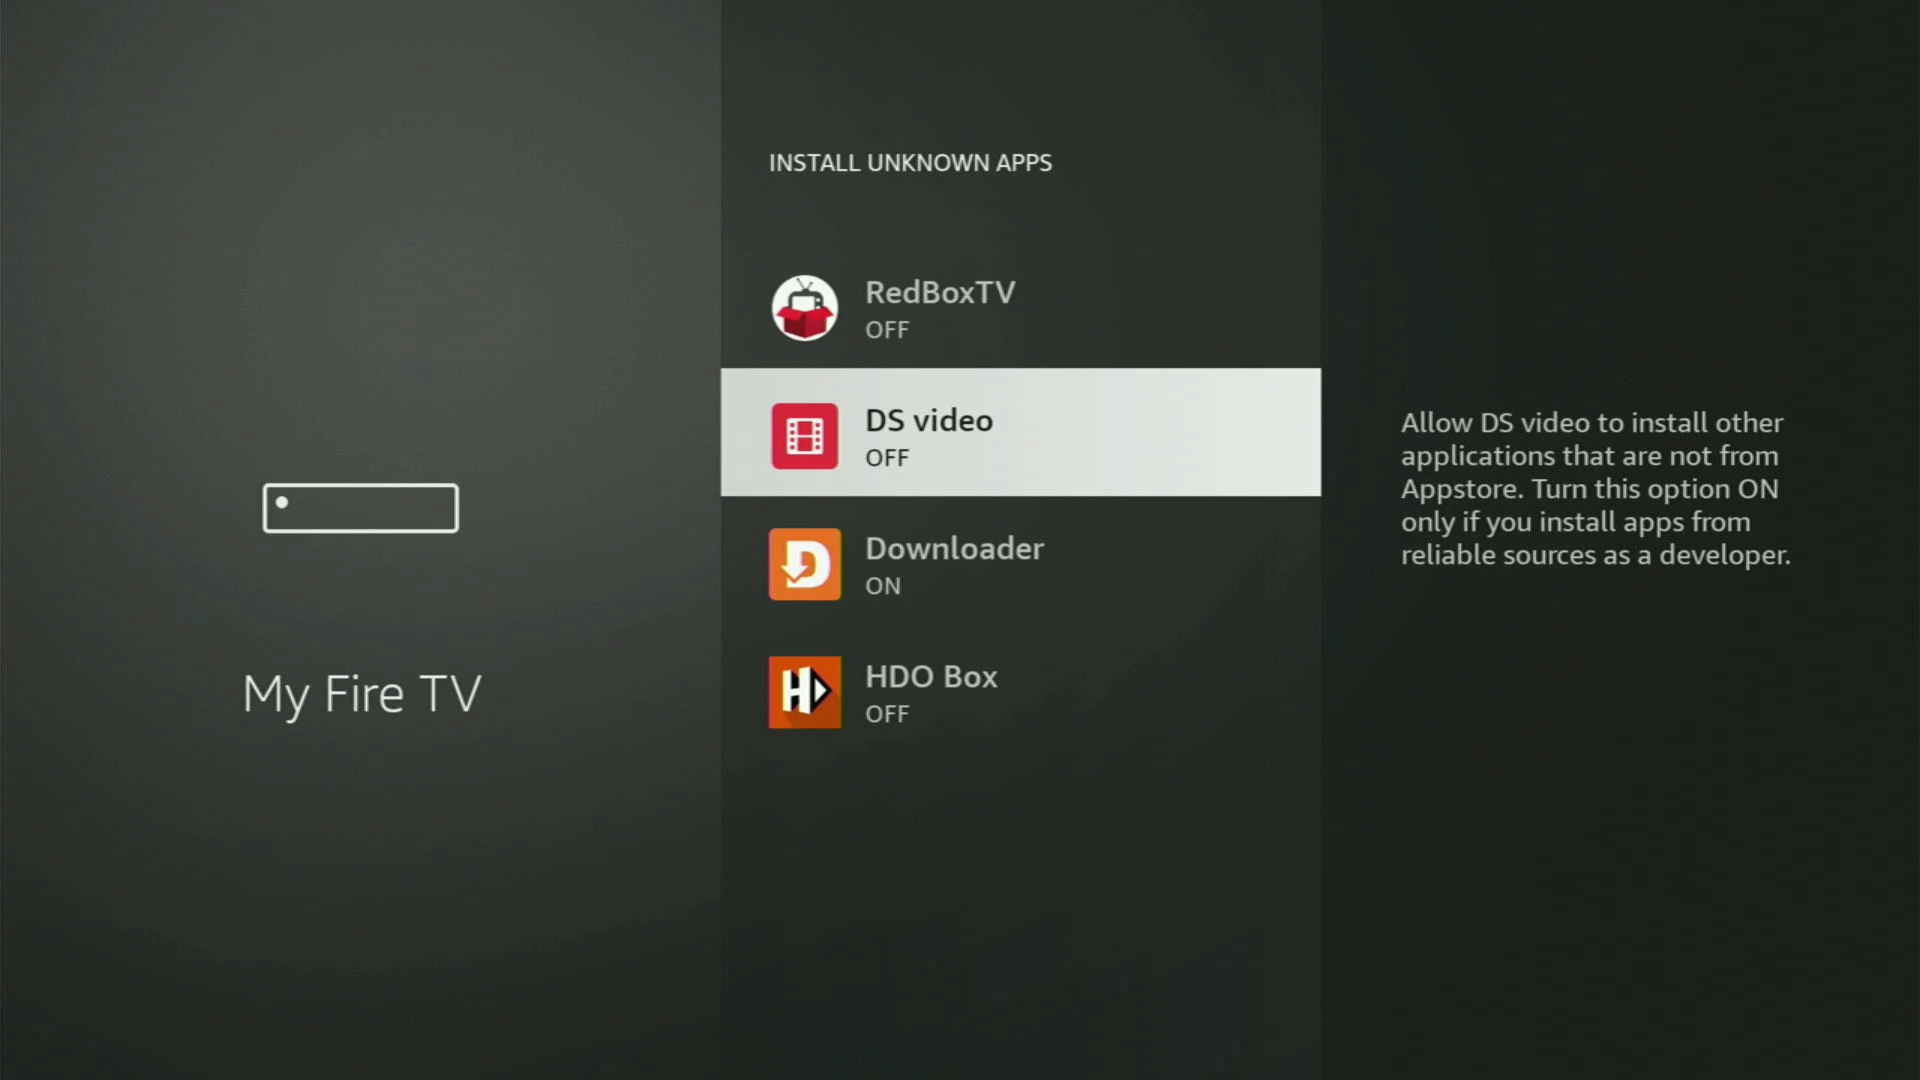 INSTALL UNKNOWN APPS
RedBoxTV
OFF
DS video
OFF
Downloader
ON
HDO Box
OFF
My Fire TV
Allow DS video to install other
applications that are not from
Appstore. Turn this option ON
only if you install apps from
reliable sources as a developer.